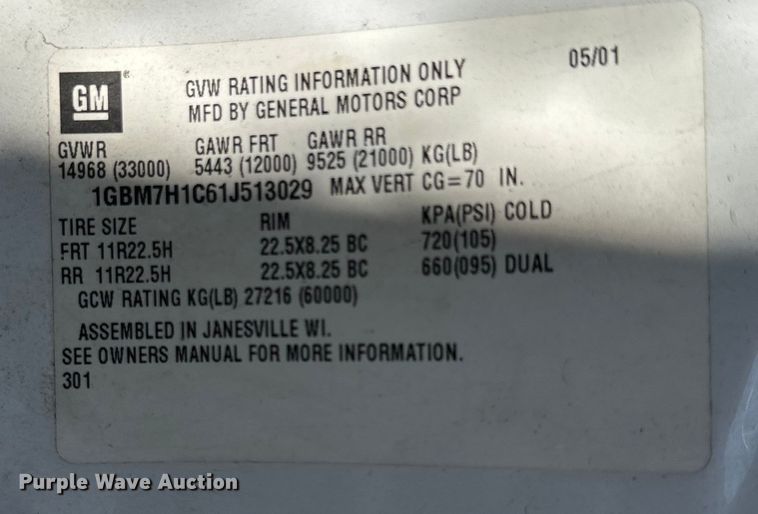 GM ®
GVW RATING INFORMATION ONLY 05/01
MFD BY GENERAL MOTORS CORP
GVWR GAWR FRT GAWR RR
14968 (33000) 5443 (12000) 9525 (21000) KG(LB)
1GBM7H1C61J513029 MAX VERT CG=70 IN.
TIRE SIZE RIM KPA(PSI) COLD
FRT 11R22.5H 22.5X8.25 BC 720(105)
RR 11R22.5H 22.5X8.25 BC 660(095) DUAL
GCW RATING KG(LB) 27216 (60000)
ASSEMBLED IN JANESVILLE WI.
SEE OWNERS MANUAL FOR MORE INFORMATION.
301
Purple Wave Auction